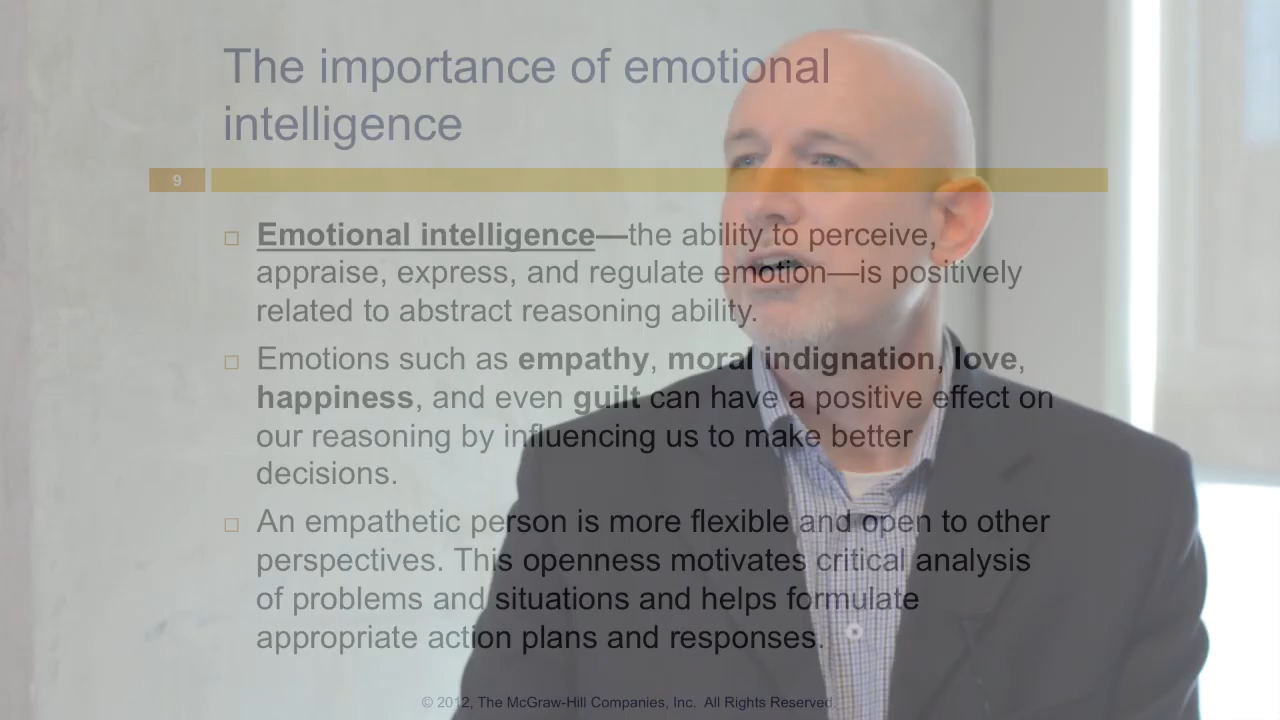 The importance of emotional
intelligence
9
Emotional intelligence—the ability to perceive,
appraise, express, and regulate emotion—is positively
related to abstract reasoning ability.
Emotions such as empathy, moral indignation, love,
happiness, and even guilt can have a positive effect on
our reasoning by influencing us to make better
decisions.
An empathetic person is more flexible and open to other
perspectives. This openness motivates critical analysis
of problems and situations and helps formulate
appropriate action plans and responses.
© 2012, The McGraw-Hill Companies, Inc. All Rights Reserved.